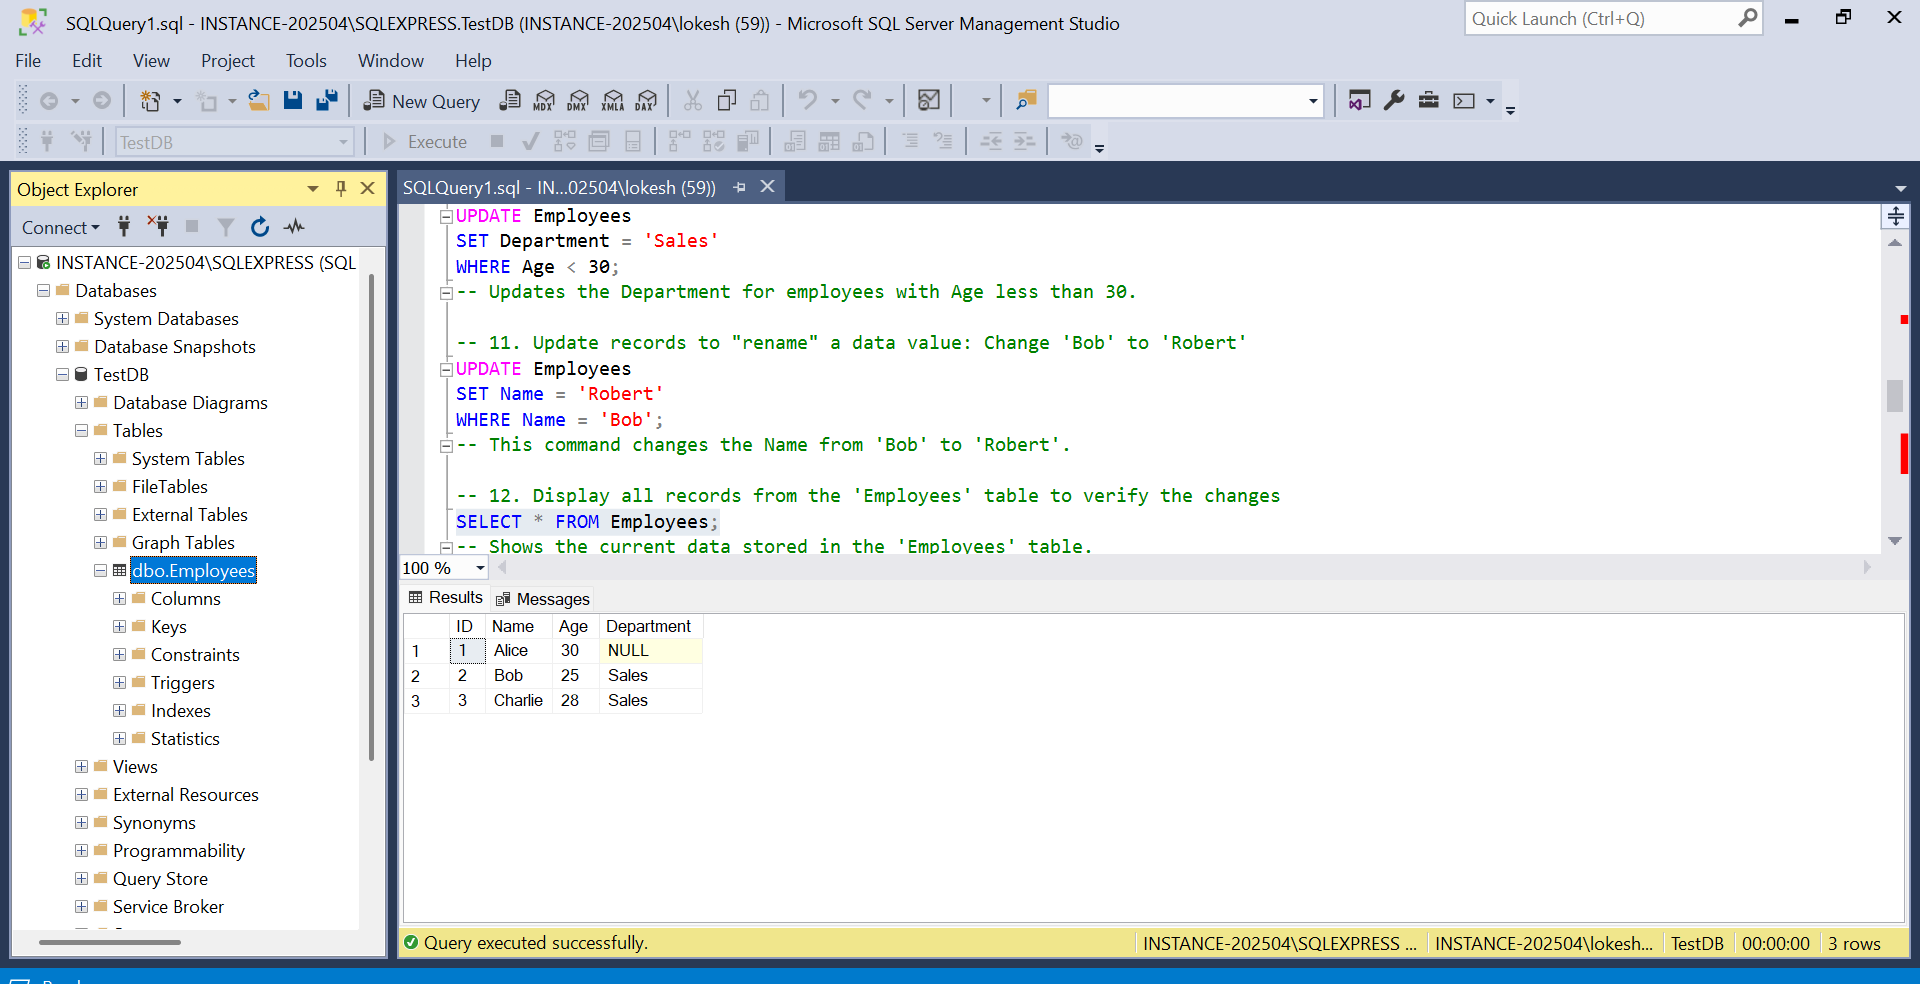 SQLQuery1.sql - INSTANCE-202504\SQLEXPRESS.TestDB (INSTANCE-202504\lokesh (59)) - Microsoft SQL Server Management Studio
Quick Launch (Ctrl+Q)
File Edit View Project Tools Window Help
New Query MDX DMX XMLA DAX
TestDB Execute
Object Explorer
Connect
INSTANCE-202504\SQLEXPRESS (SQL
Databases
System Databases
Database Snapshots
TestDB
Database Diagrams
Tables
System Tables
FileTables
External Tables
Graph Tables
dbo.Employees
Columns
Keys
Constraints
Triggers
Indexes
Statistics
Views
External Resources
Synonyms
Programmability
Query Store
Service Broker
SQLQuery1.sql - IN...02504\lokesh (59))
UPDATE Employees
SET Department = 'Sales'
WHERE Age < 30;
-- Updates the Department for employees with Age less than 30.
-- 11. Update records to "rename" a data value: Change 'Bob' to 'Robert'
UPDATE Employees
SET Name = 'Robert'
WHERE Name = 'Bob';
-- This command changes the Name from 'Bob' to 'Robert'.
-- 12. Display all records from the 'Employees' table to verify the changes
SELECT * FROM Employees;
-- Shows the current data stored in the 'Employees' table.
100 %
Results Messages
ID Name Age Department
1 1 Alice 30 NULL
2 2 Bob 25 Sales
3 3 Charlie 28 Sales
Query executed successfully. INSTANCE-202504\SQLEXPRESS ... INSTANCE-202504\lokesh... TestDB 00:00:00 3 rows